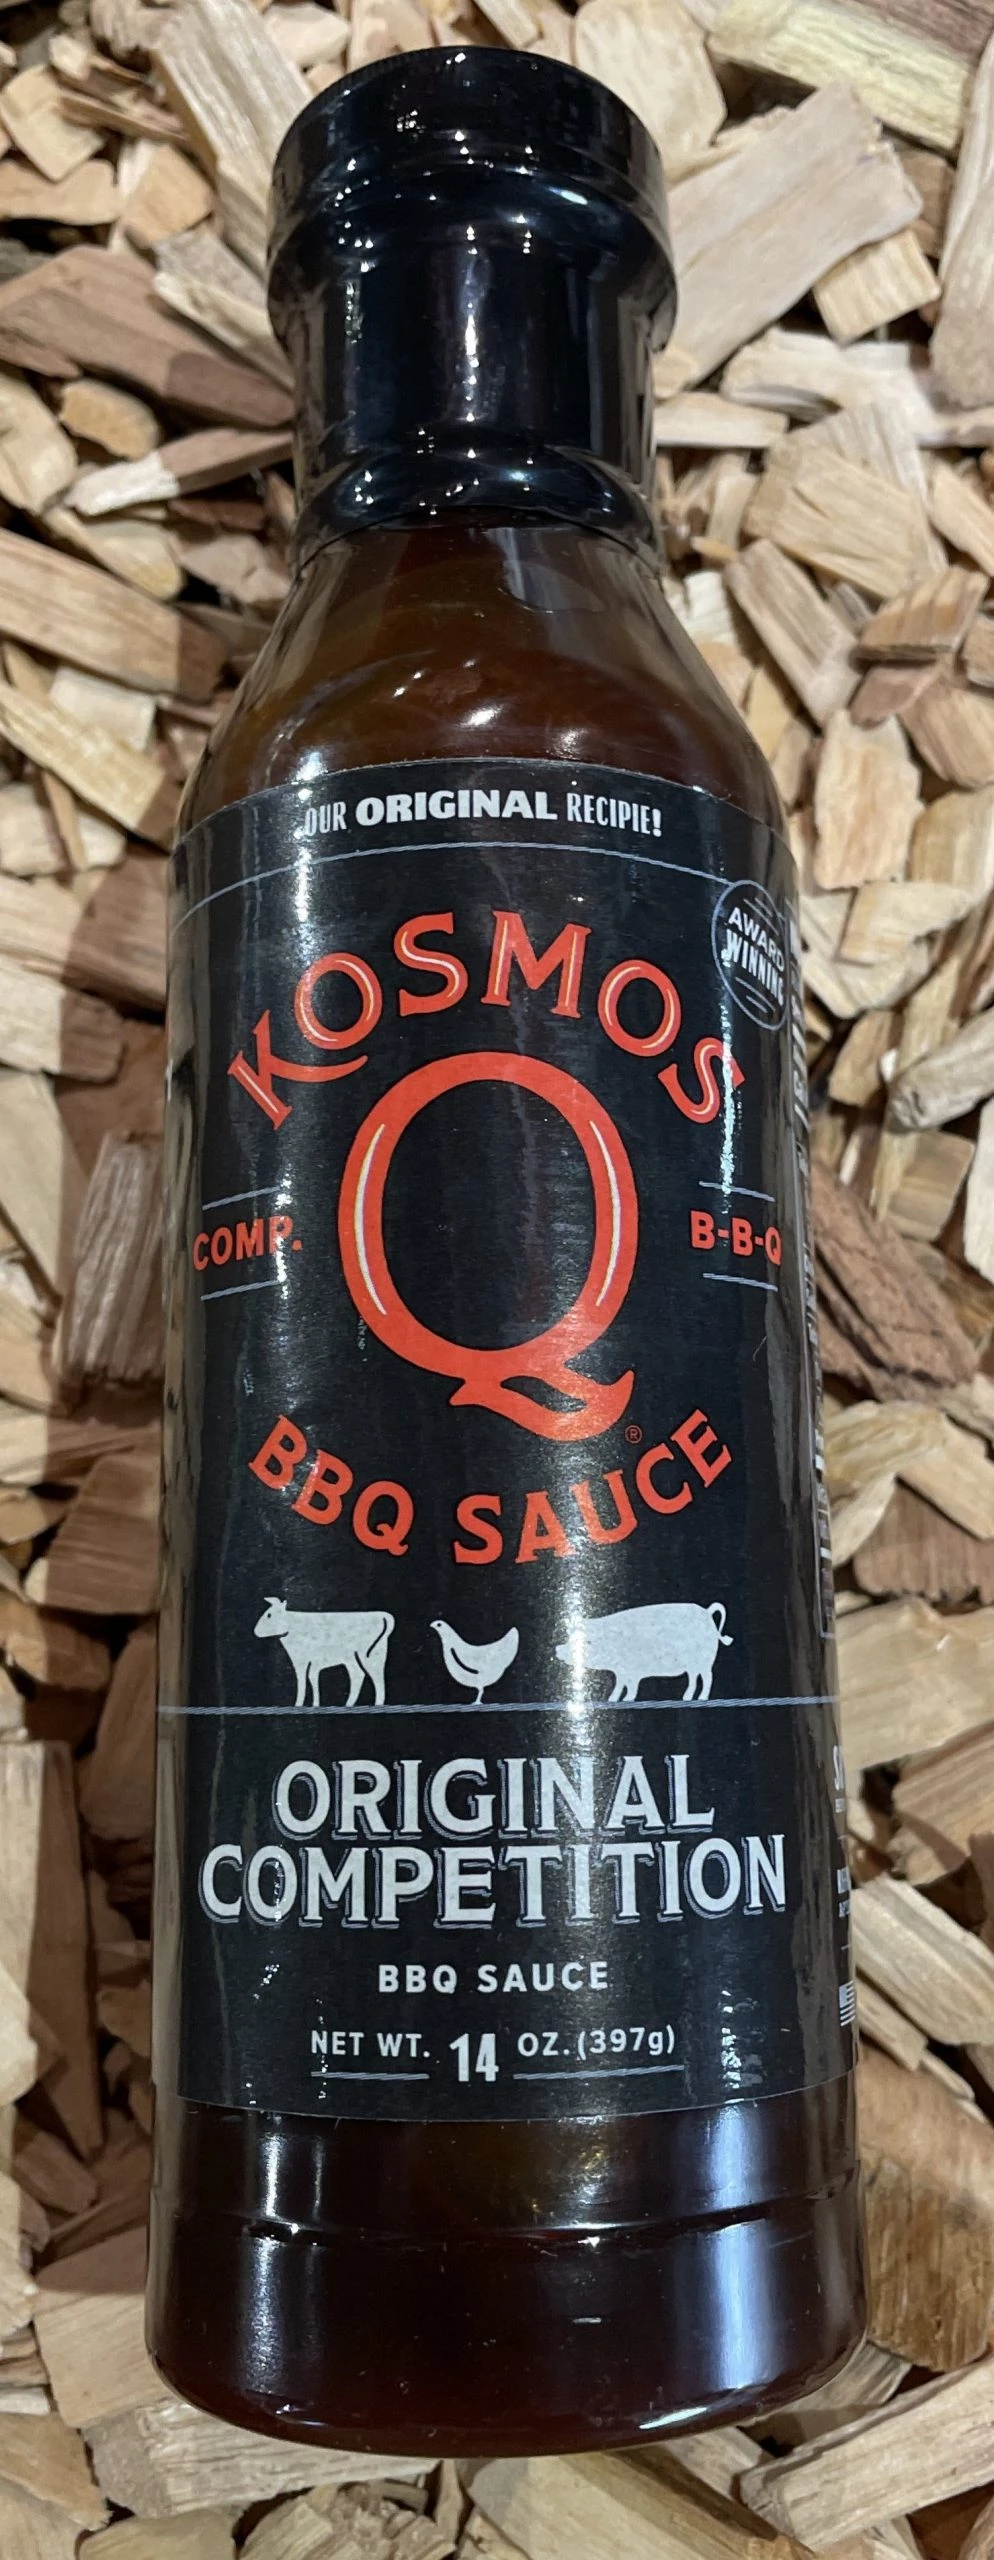 OUR ORIGINAL RECIPIE!
AWARD
WINNING
KOSMOS
Q®
COMP.
B-B-Q
BBQ SAUCE
ORIGINAL
COMPETITION
BBQ SAUCE
NET WT. 14 OZ.(397g)